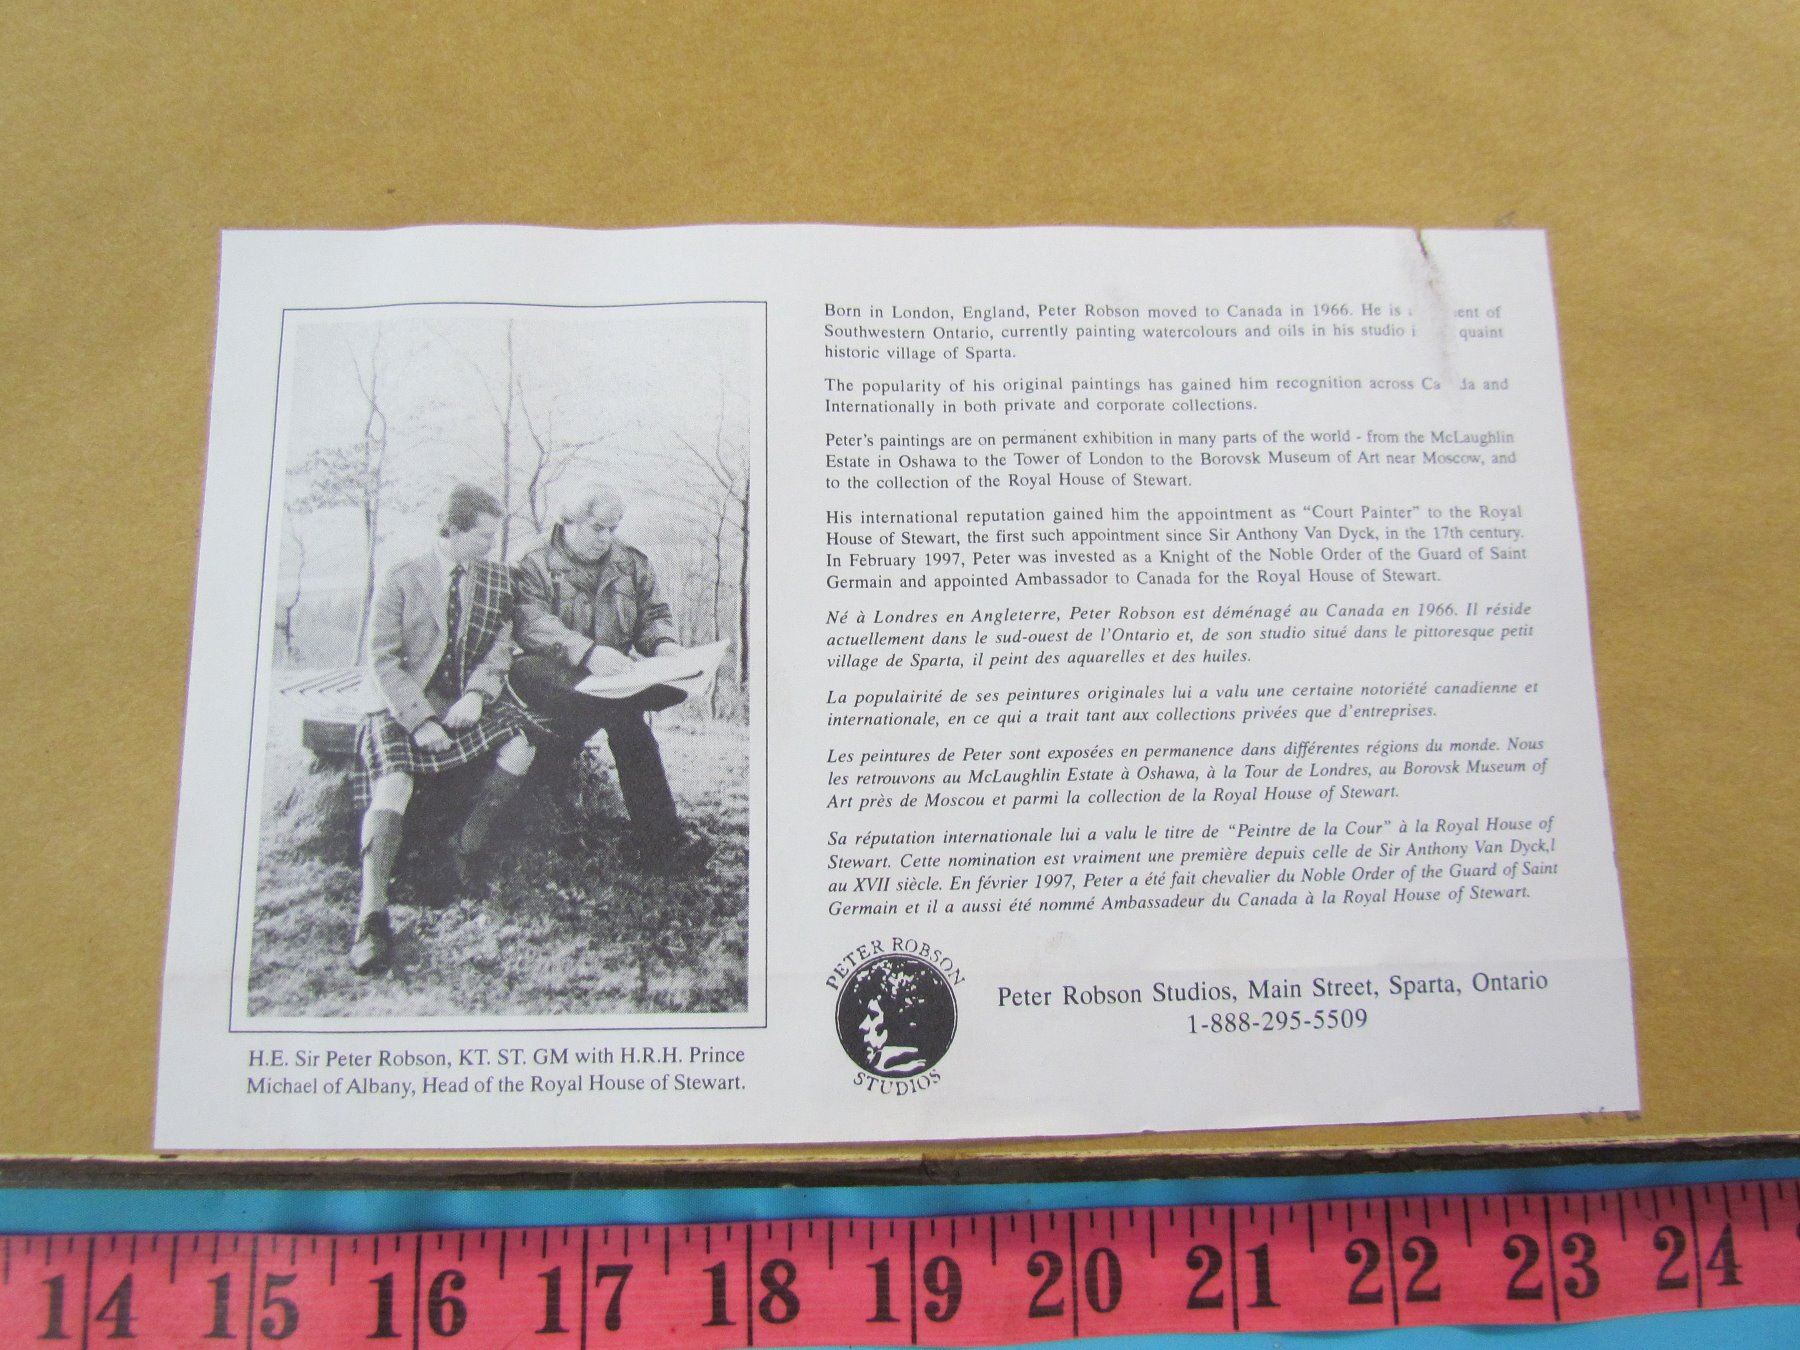 Born in London, England, Peter Robson moved to Canada in 1966. He is of
Southwestern Ontario, currently painting watercolours and oils in his studio quaint
historic village of Sparta.
The popularity of his original paintings has gained him recognition across and
Internationally in both private and corporate collections.
Peter's paintings are on permanent exhibition in many parts of the world - from the McLaughlin
Estate in Oshawa to the Tower of London to the Borovsk Museum of Art near Moscow, and
to the collection of the Royal House of Stewart.
His international reputation gained him the appointment as "Court Painter" to the Royal
House of Stewart, the first such appointment since Sir Anthony Van Dyck, in the 17th century.
In February 1997, Peter was invested as a Knight of the Noble Order of the Guard of Saint
Germain and appointed Ambassador to Canada for the Royal House of Stewart.
Né à Londres en Angleterre, Peter Robson est déménagé au Canada en 1966. Il réside
actuellement dans le sud-ouest de l'Ontario et, de son studio situé dans le pittoresque petit
village de Sparta, il peint des aquarelles et des huiles.
La populairité de ses peintures originales lui a valu une certaine notoriété canadienne et
internationale, en ce qui a trait tant aux collections privées que d'entreprises.
Les peintures de Peter sont exposées en permanence dans différentes régions du monde. Nous
les retrouvons au McLaughlin Estate à Oshawa, à la Tour de Londres, au Borovsk Museum of
Art près de Moscou et parmi la collection de la Royal House of Stewart.
Sa réputation internationale lui a valu le titre de "Peintre de la Cour" à la Royal House of
Stewart. Cette nomination est vraiment une première depuis celle de Sir Anthony Van Dyck,l
au XVII siècle. En février 1997, Peter a été fait chevalier du Noble Order of the Guard of Saint
Germain et il a aussi été nommé Ambassadeur du Canada à la Royal House of Stewart.
PETER ROBSON
STUDIOS
Peter Robson Studios, Main Street, Sparta, Ontario
1-888-295-5509
H.E. Sir Peter Robson, KT. ST. GM with H.R.H. Prince
Michael of Albany, Head of the Royal House of Stewart.
14 15 16 17 18 19 20 21 22 23 24